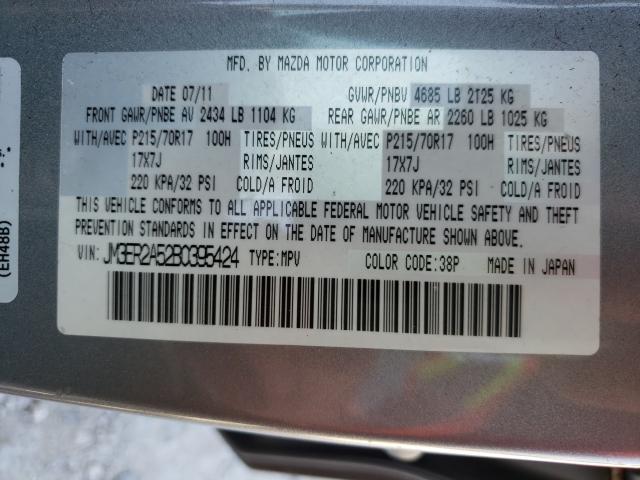 MFD. BY MAZDA MOTOR CORPORATION
DATE 07/11 GVWR/PNBV 4685 LB 2125 KG
FRONT GAWR/PNBE AV 2434 LB 1104 KG REAR GAWR/PNBE AR 2260 LB 1025 KG
WITH/AVEC P215/70R17 100H TIRES/PNEUS WITH/AVEC P215/70R17 100H TIRES/PNEUS
17X7J RIMS/JANTES 17X7J RIMS/JANTES
220 KPA/32 PSI COLD/A FROID 220 KPA/32 PSI COLD/A FROID
THIS VEHICLE CONFORMS TO ALL APPLICABLE FEDERAL MOTOR VEHICLE SAFETY AND THEFT
PREVENTION STANDARDS IN EFFECT ON THE DATE OF MANUFACTURE SHOWN ABOVE.
VIN: JM3ER2A52BC395424 TYPE:MPV COLOR CODE:38P MADE IN JAPAN
(EH48B)